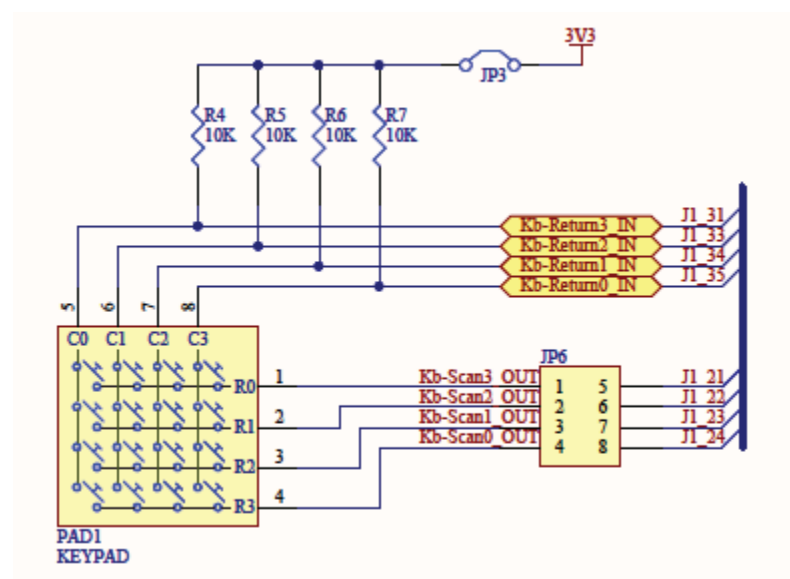 3V3
JP3
R4 R5 R6 R7
10K 10K 10K 10K
Kb-Return3_IN J1_31
Kb-Return2_IN J1_33
Kb-Return1_IN J1_34
Kb-Return0_IN J1_35
5 6 7 8
C0 C1 C2 C3
JP6
R0 1 Kb-Scan3_OUT 1 5 J1_21
R1 2 Kb-Scan2_OUT 2 6 J1_22
R2 3 Kb-Scan1_OUT 3 7 J1_23
R3 4 Kb-Scan0_OUT 4 8 J1_24
PAD1
KEYPAD